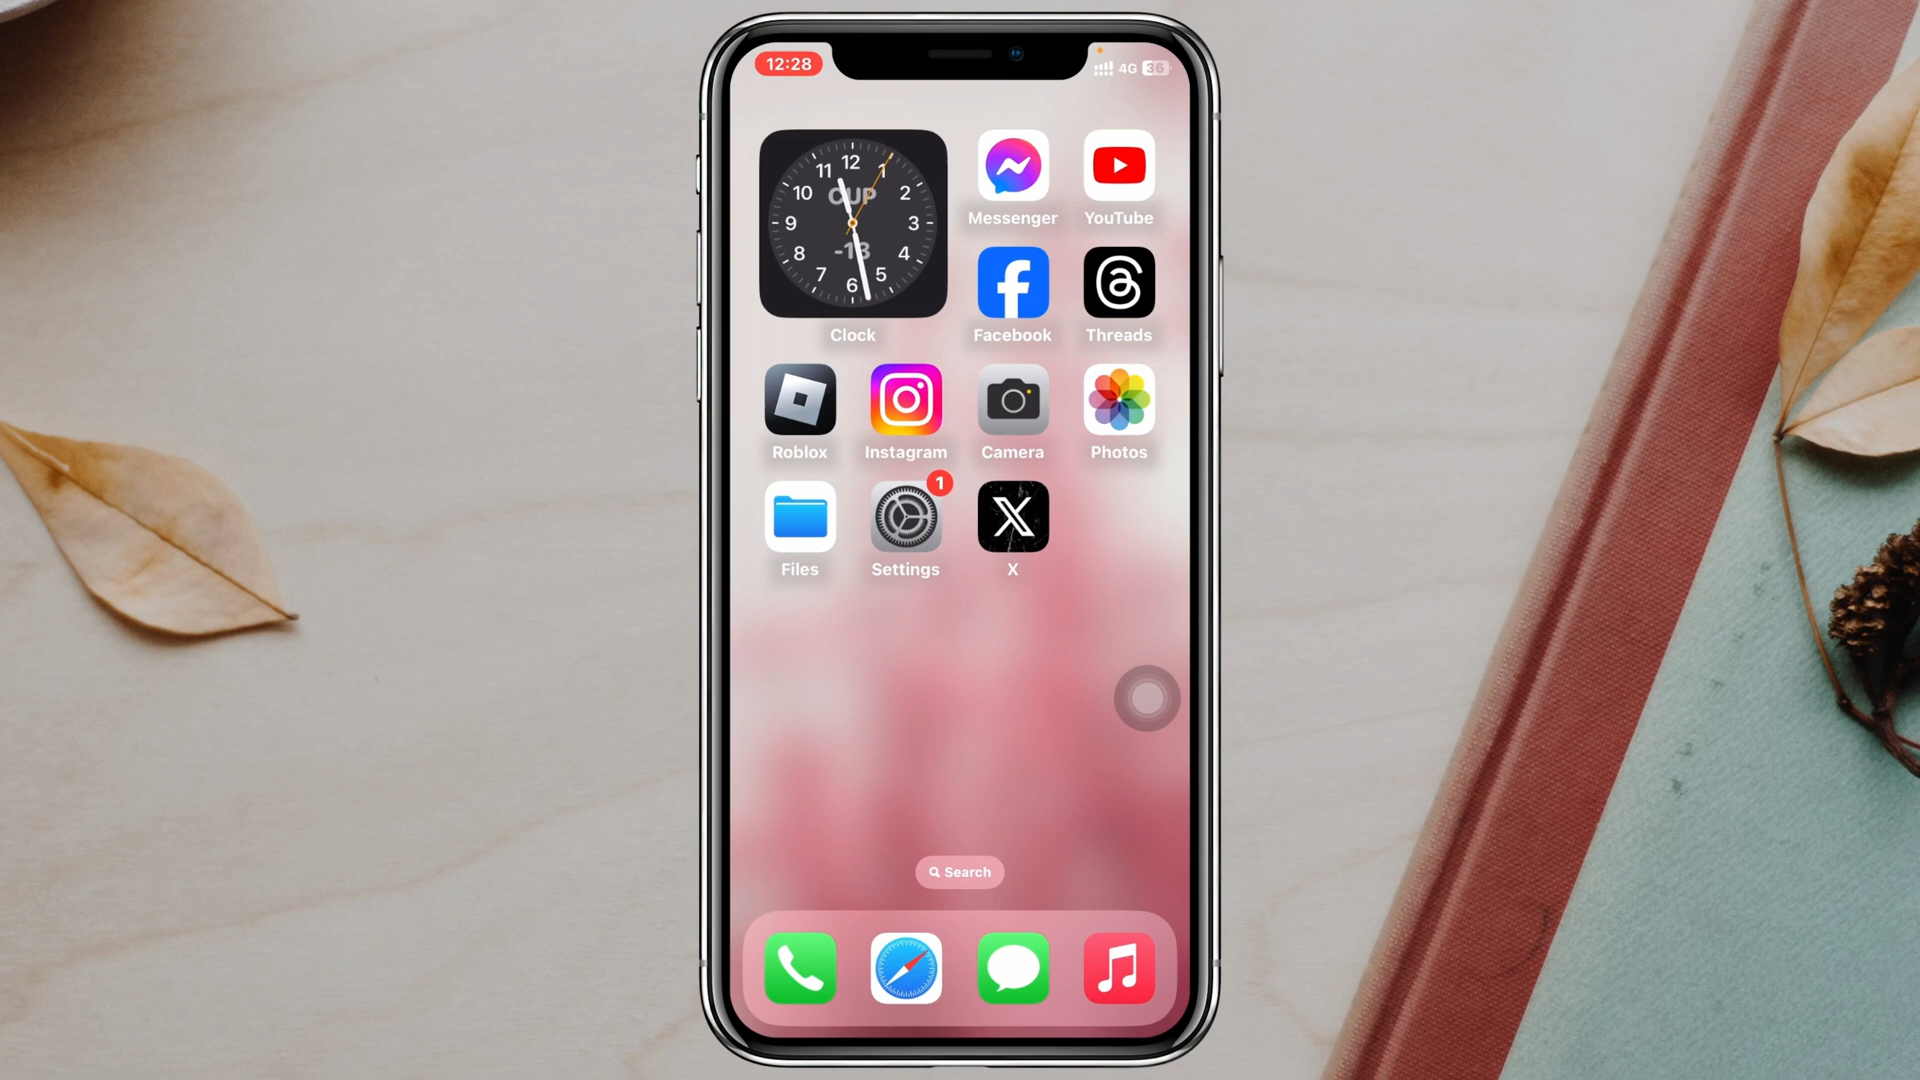 12:28
4G 36
12
11 1
CUP
10 2
9 3
-13
8 4
7 5
6
Clock
Messenger
YouTube
Facebook
Threads
Roblox
Instagram
Camera
Photos
1
Files
Settings
X
Search